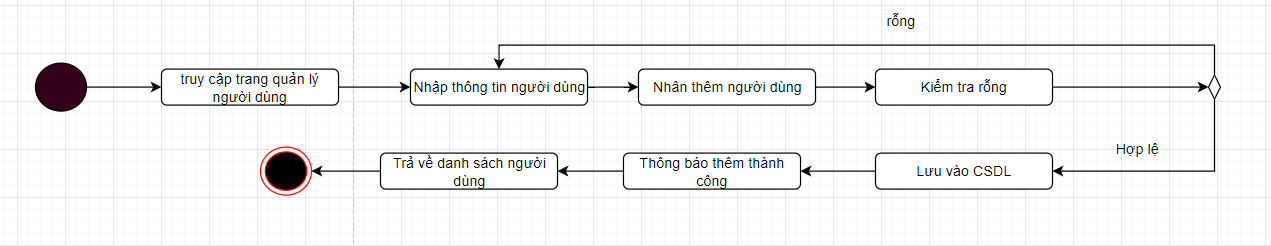 rỗng
truy cập trang quản lý
người dùng
Nhập thông tin người dùng
Nhân thêm người dùng
Kiểm tra rỗng
Hợp lệ
Lưu vào CSDL
Thông báo thêm thành
công
Trả về danh sách người
dùng